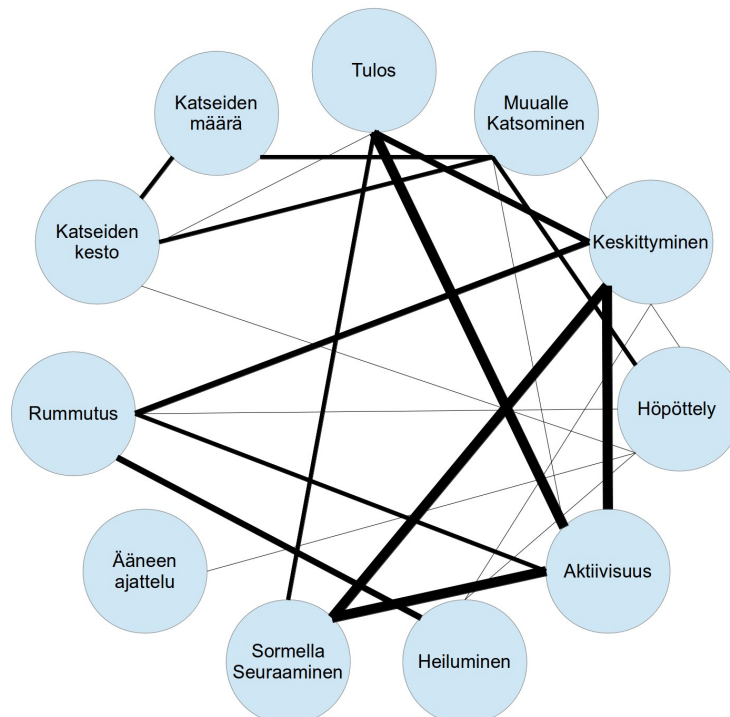 Tulos
Katseiden
määrä
Muualle
Katsominen
Katseiden
kesto
Keskittyminen
Rummutus
Höpöttely
Ääneen
ajattelu
Aktiivisuus
Sormella
Seuraaminen
Heiluminen